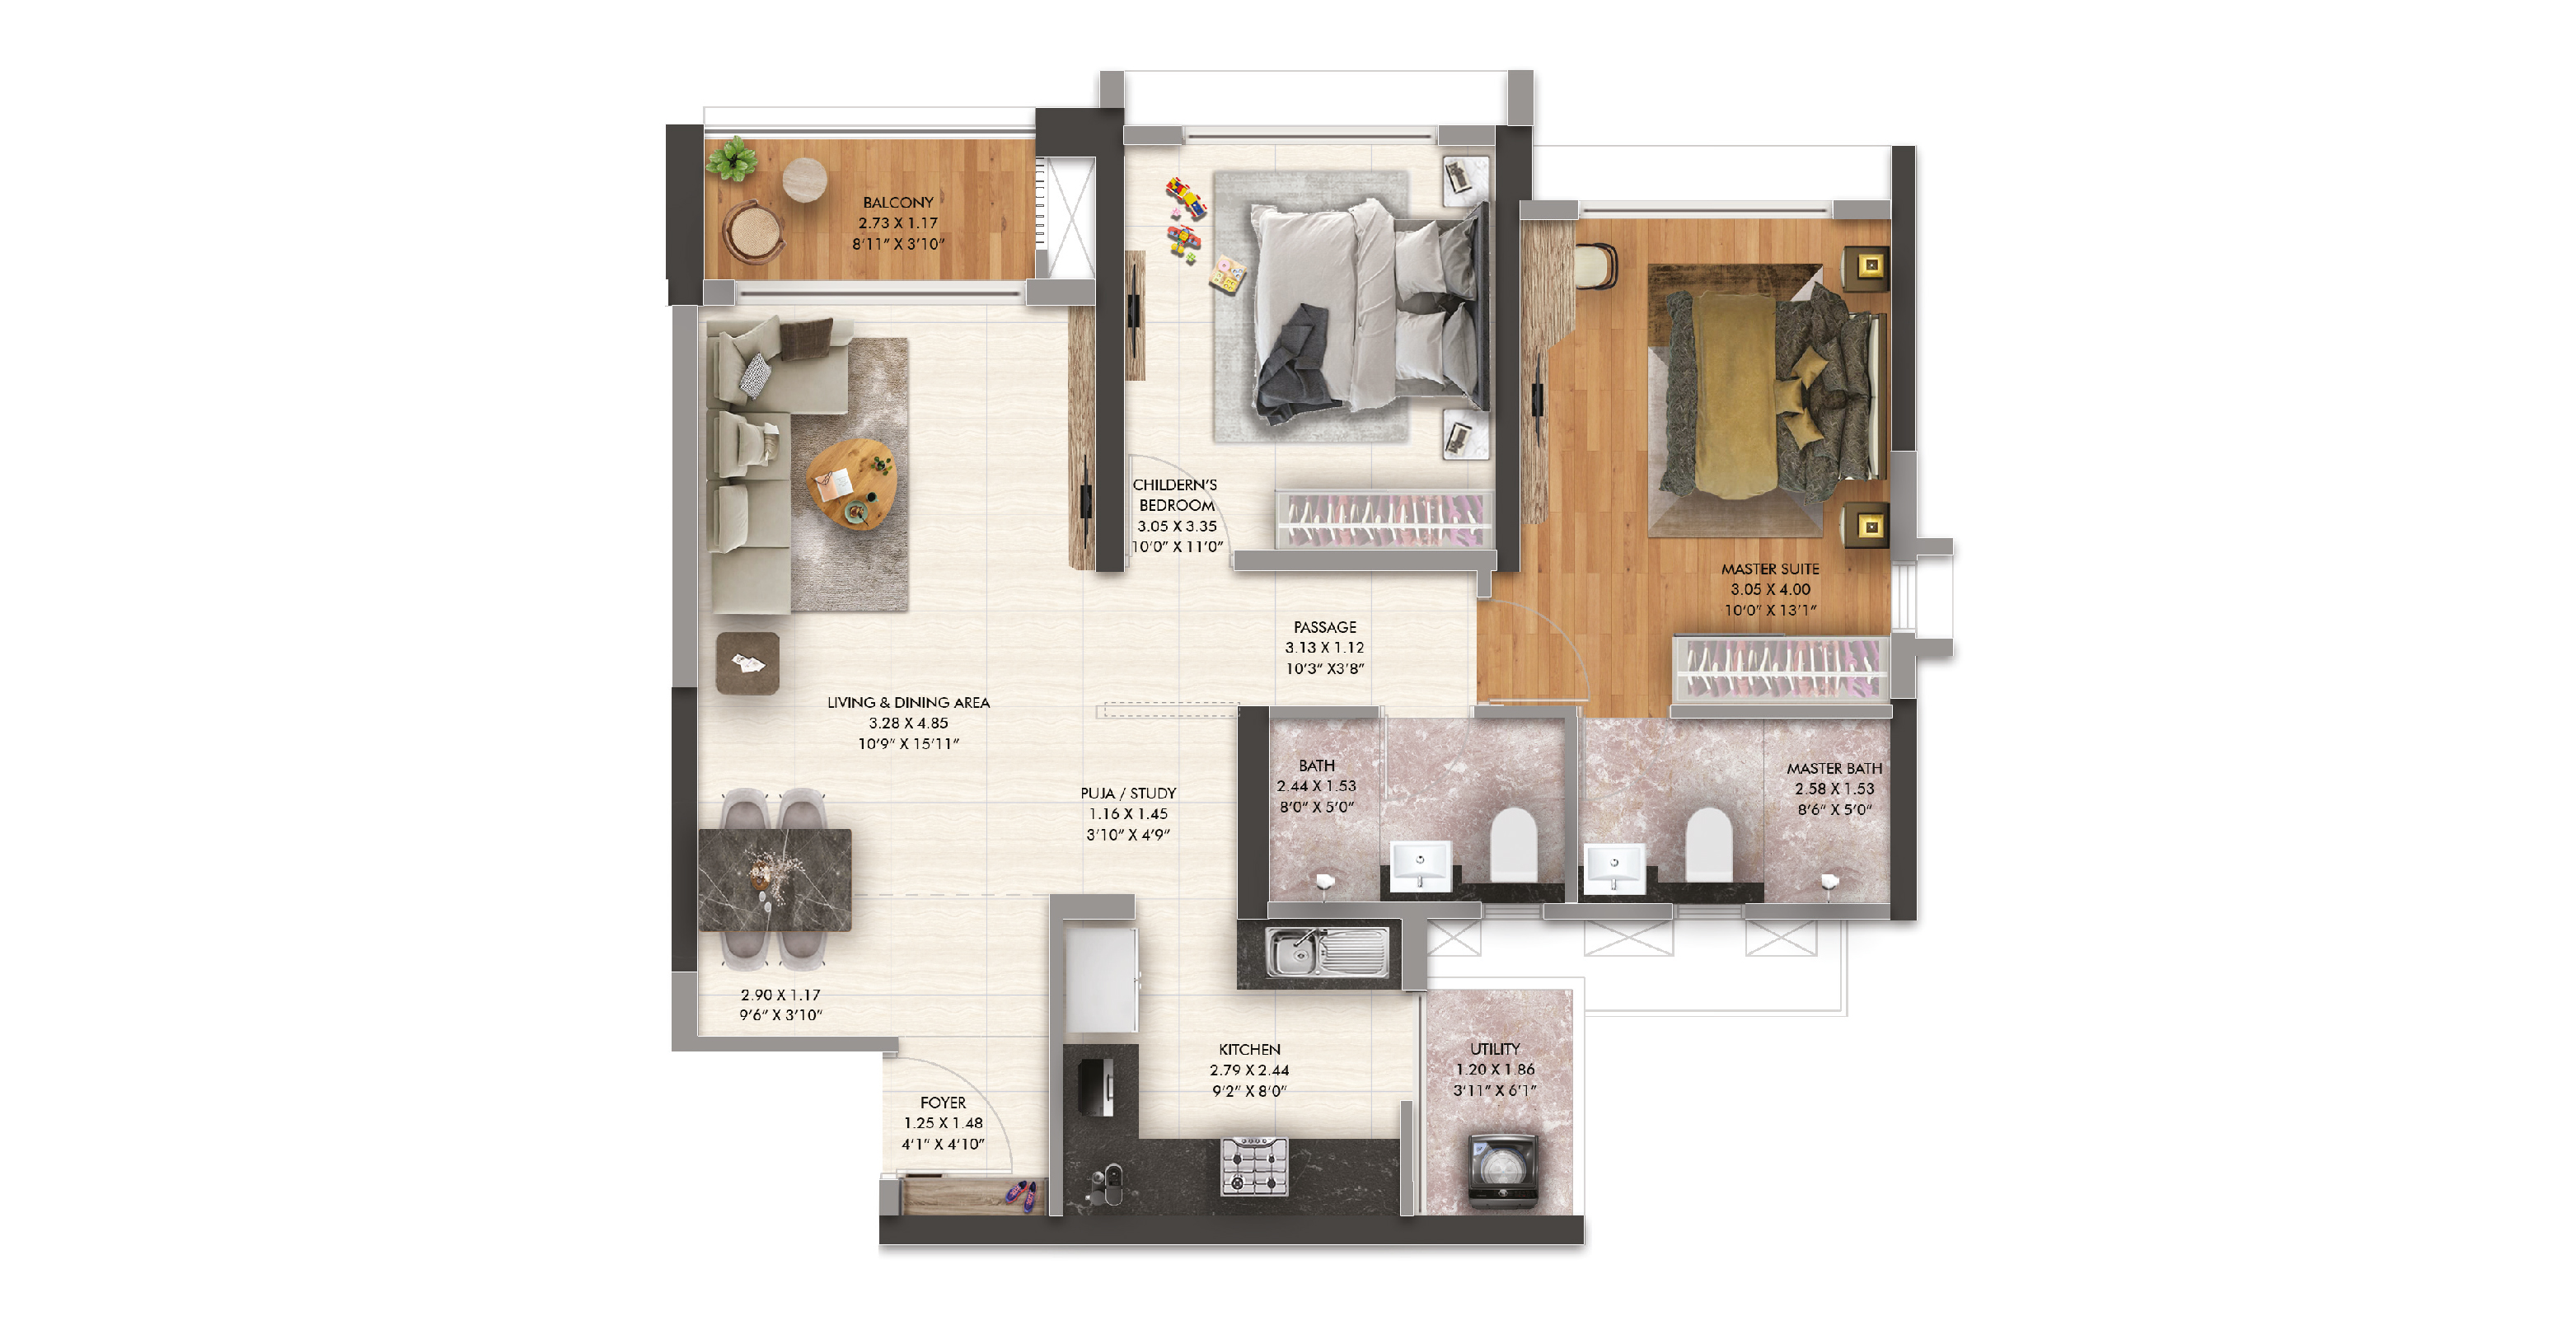 BALCONY
2.73 X 1.17
8'11" X 3'10"
CHILDERN'S
BEDROOM
3.05 X 3.35
10'0" X 11'0"
MASTER SUITE
3.05 X 4.00
10'0" X 13'1"
PASSAGE
3.13 X 1.12
10'3" X3'8"
LIVING & DINING AREA
3.28 X 4.85
10'9" X 15'11"
PUJA / STUDY
1.16 X 1.45
3'10" X 4'9"
BATH
2.44 X 1.53
8'0" X 5'0"
MASTER BATH
2.58 X 1.53
8'6" X 5'0"
2.90 X 1.17
9'6" X 3'10"
FOYER
1.25 X 1.48
4'1" X 4'10"
KITCHEN
2.79 X 2.44
9'2" X 8'0"
UTILITY
1.20 X 1.86
3'11" X 6'1"